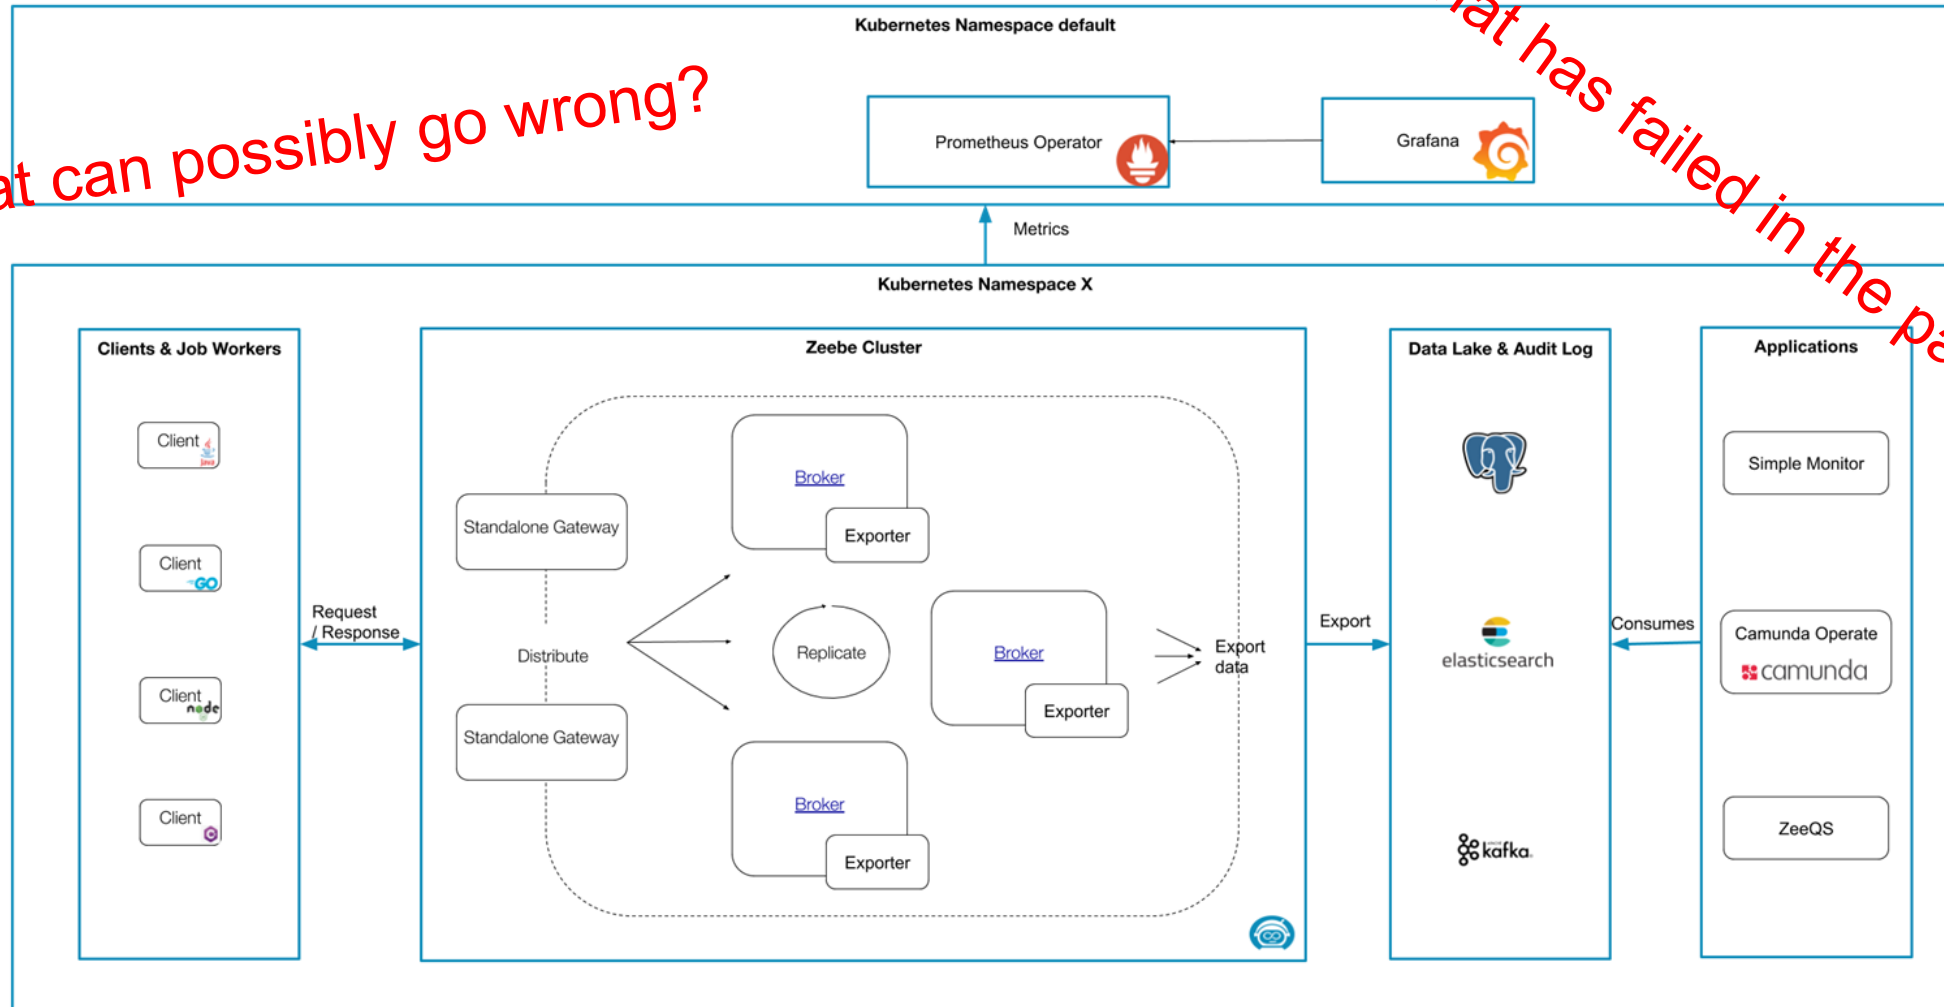 Kubernetes Namespace default
can possibly go wrong?
has failed in the
Prometheus Operator
Grafana
Metrics
Kubernetes Namespace X
Clients & Job Workers
Client
Java
Client
GO
Client
node
Client
C
Request
/ Response
Zeebe Cluster
Standalone Gateway
Distribute
Standalone Gateway
Broker
Exporter
Replicate
Broker
Exporter
Broker
Exporter
Export
data
Export
Data Lake & Audit Log
elasticsearch
kafka
Consumes
Applications
Simple Monitor
Camunda Operate
camunda
ZeeQS